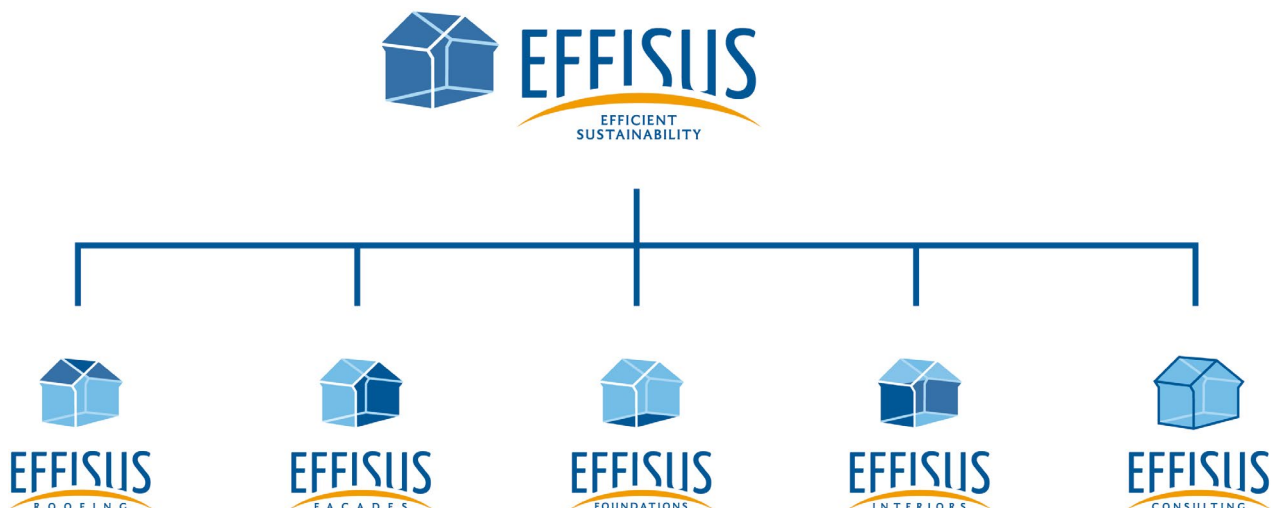 EFFISUS
EFFICIENT
SUSTAINABILITY
EFFISUS
ROOFING
EFFISUS
FACADES
EFFISUS
FOUNDATIONS
EFFISUS
INTERIORS
EFFISUS
CONSULTING